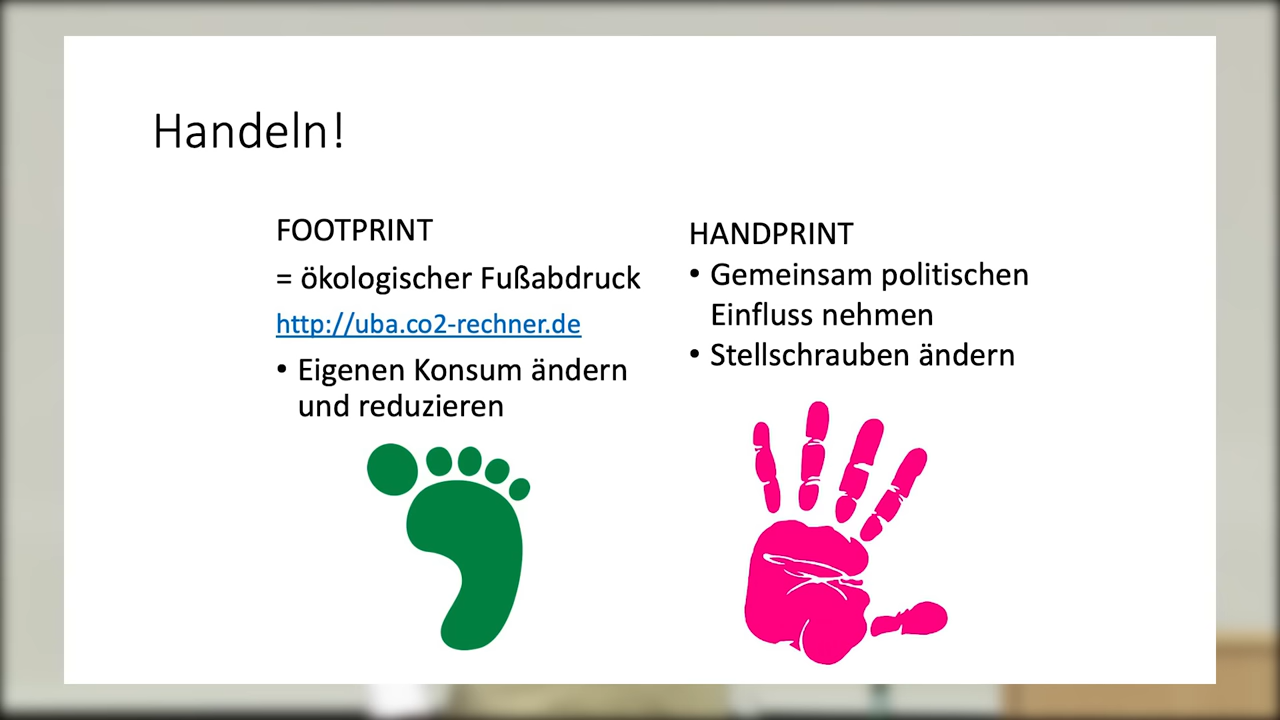 Handeln!
FOOTPRINT
= ökologischer Fußabdruck
http://uba.co2-rechner.de
• Eigenen Konsum ändern
und reduzieren
HANDPRINT
• Gemeinsam politischen
Einfluss nehmen
• Stellschrauben ändern